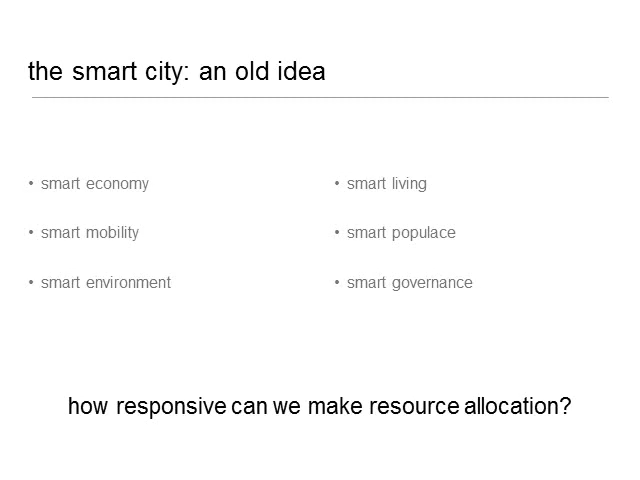 the smart city: an old idea
• smart economy
• smart mobility
• smart environment
• smart living
• smart populace
• smart governance
how responsive can we make resource allocation?